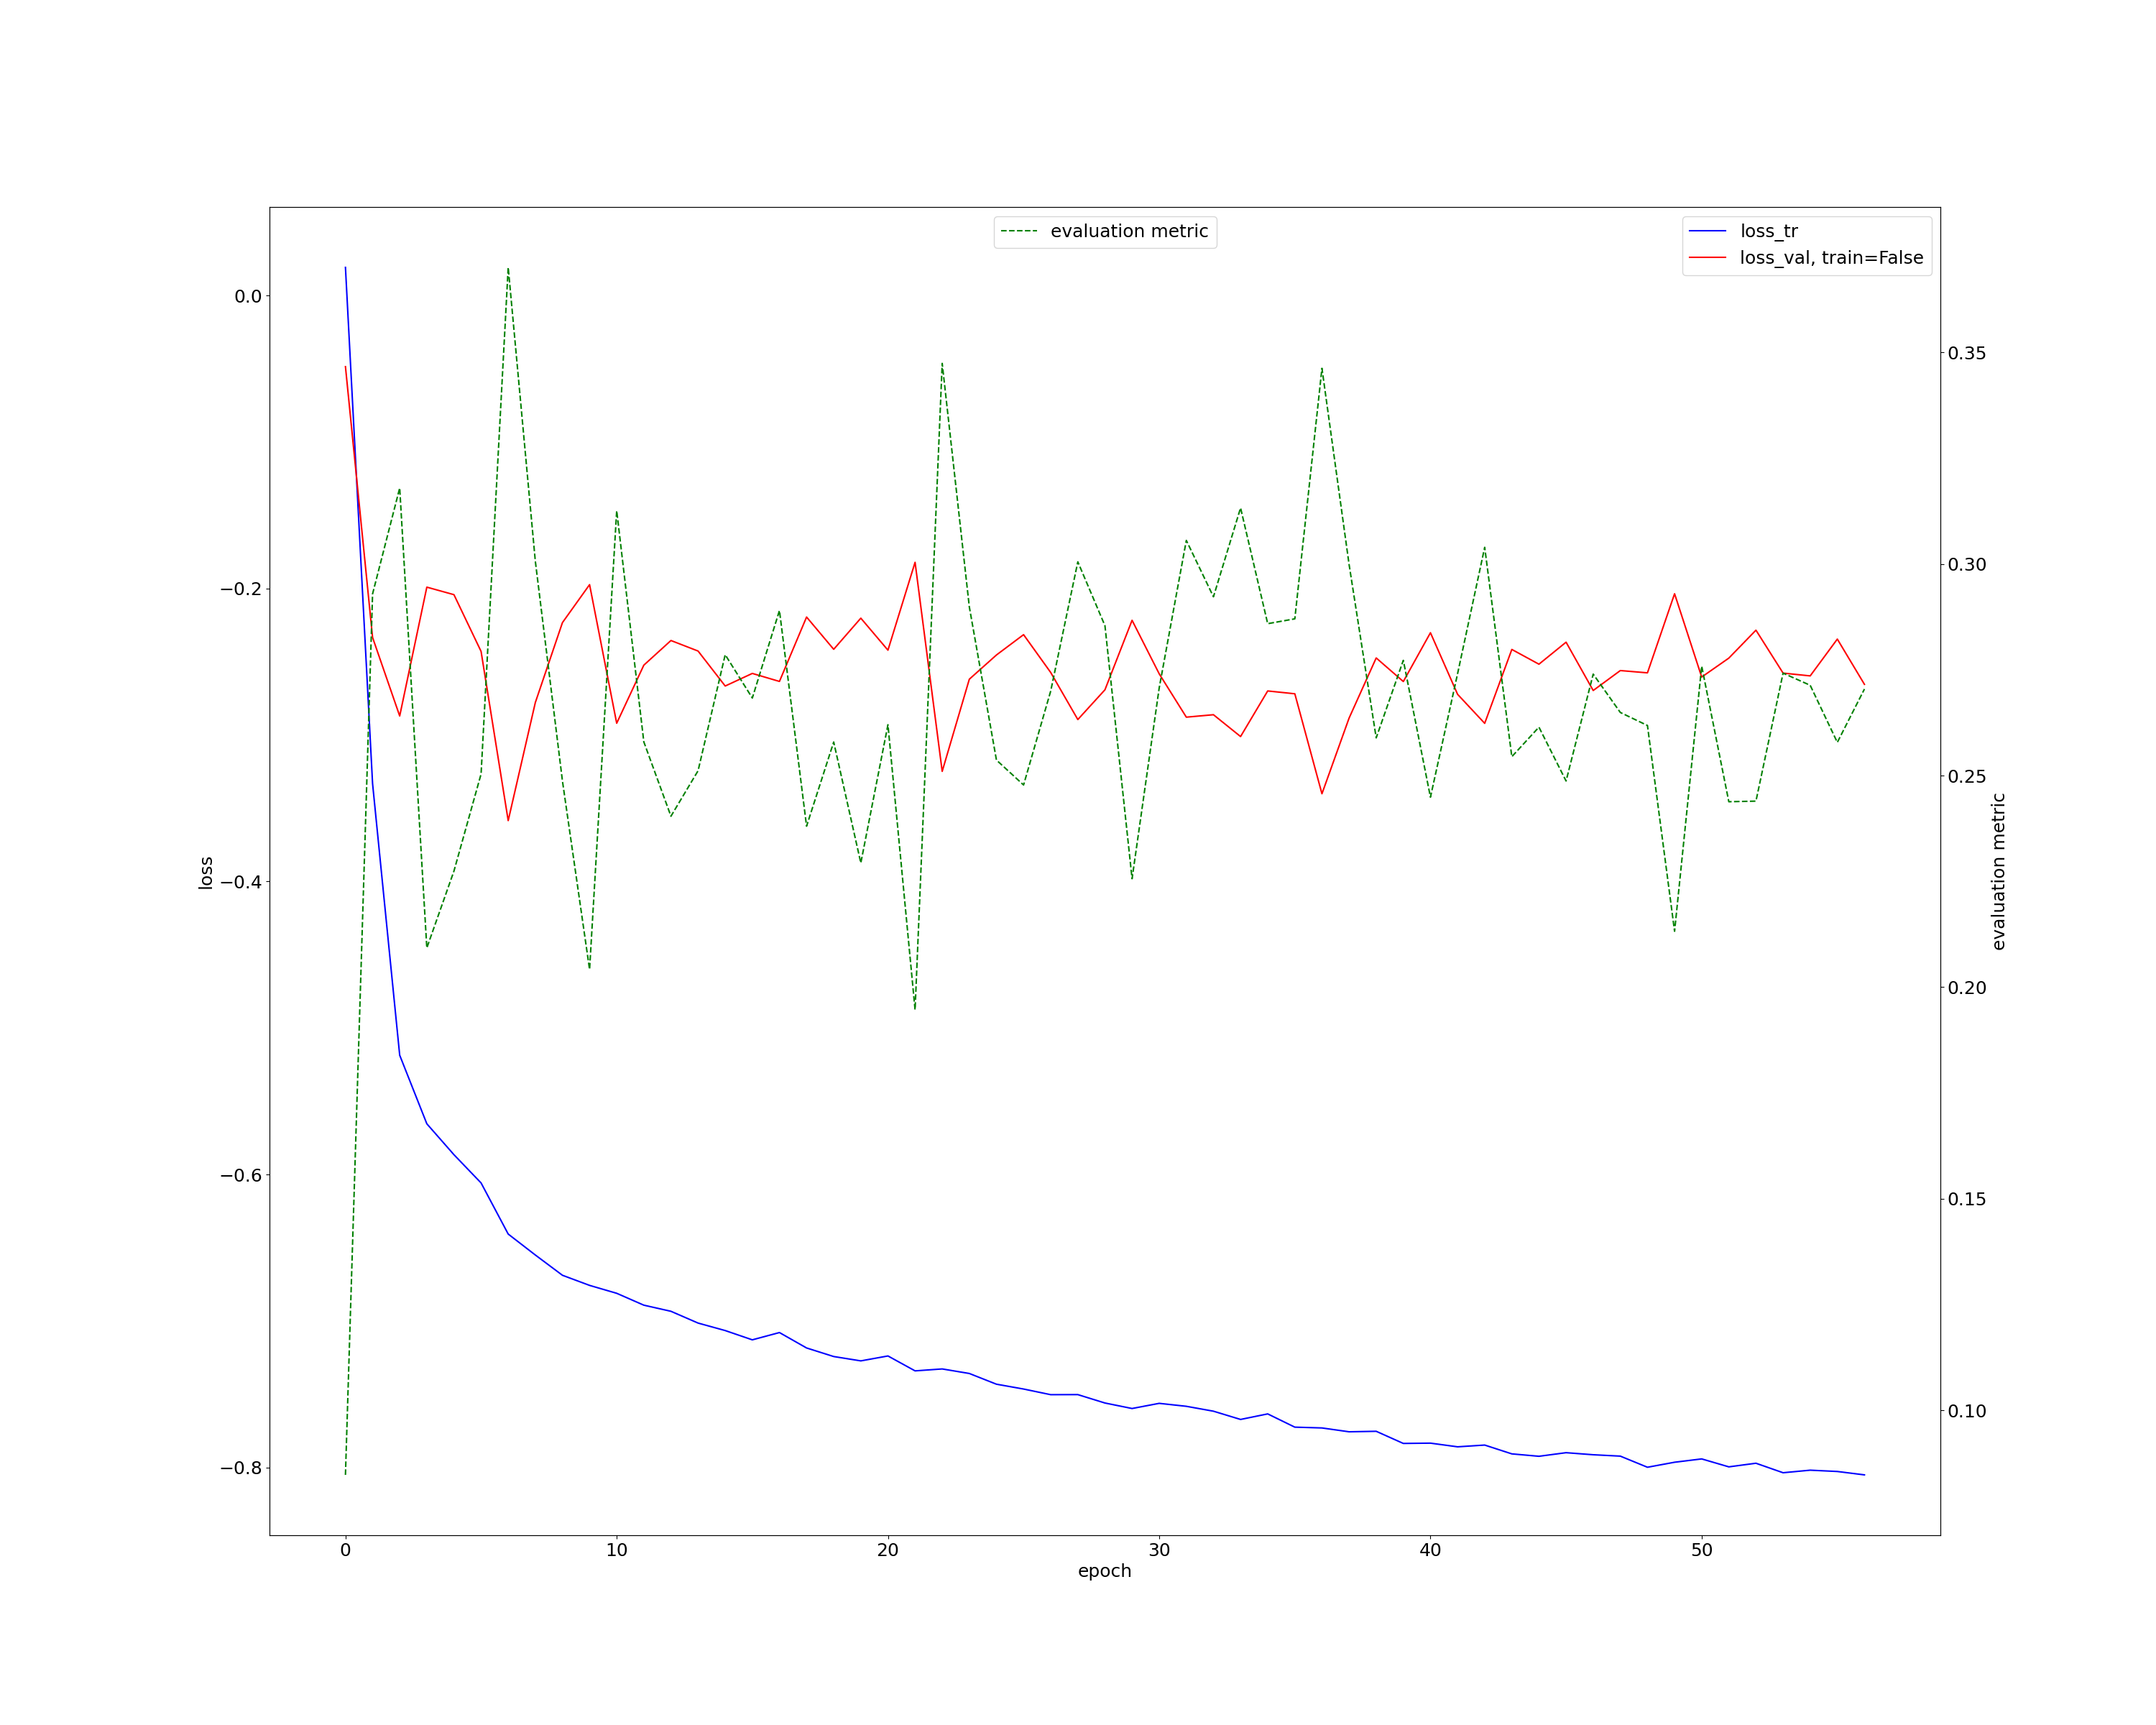 evaluation metric
loss_tr
loss_val, train=False
0.0
−0.2
−0.4
−0.6
−0.8
loss
0.35
0.30
0.25
0.20
0.15
0.10
evaluation metric
0
10
20
30
40
50
epoch